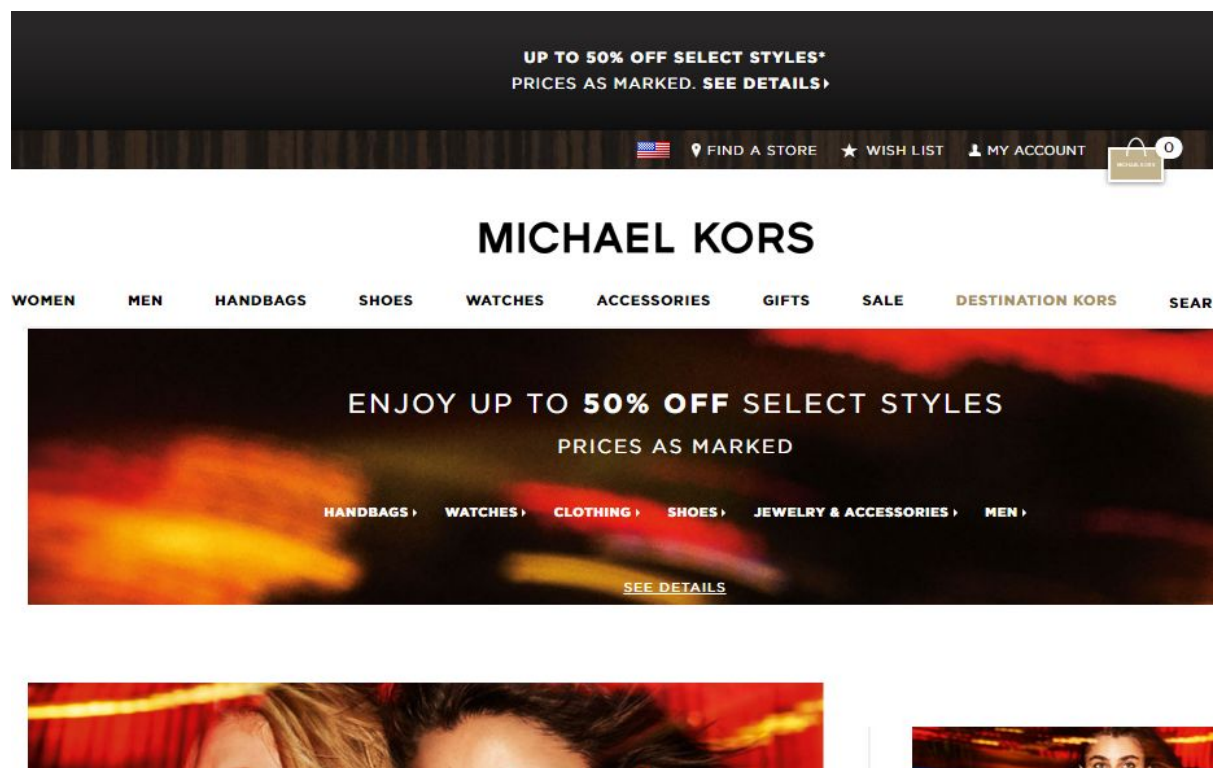 UP TO 50% OFF SELECT STYLES*
PRICES AS MARKED. SEE DETAILS
FIND A STORE WISH LIST MY ACCOUNT 0
MICHAEL KORS
WOMEN MEN HANDBAGS SHOES WATCHES ACCESSORIES GIFTS SALE DESTINATION KORS SEAR
ENJOY UP TO 50% OFF SELECT STYLES
PRICES AS MARKED
HANDBAGS WATCHES CLOTHING SHOES JEWELRY & ACCESSORIES MEN
SEE DETAILS